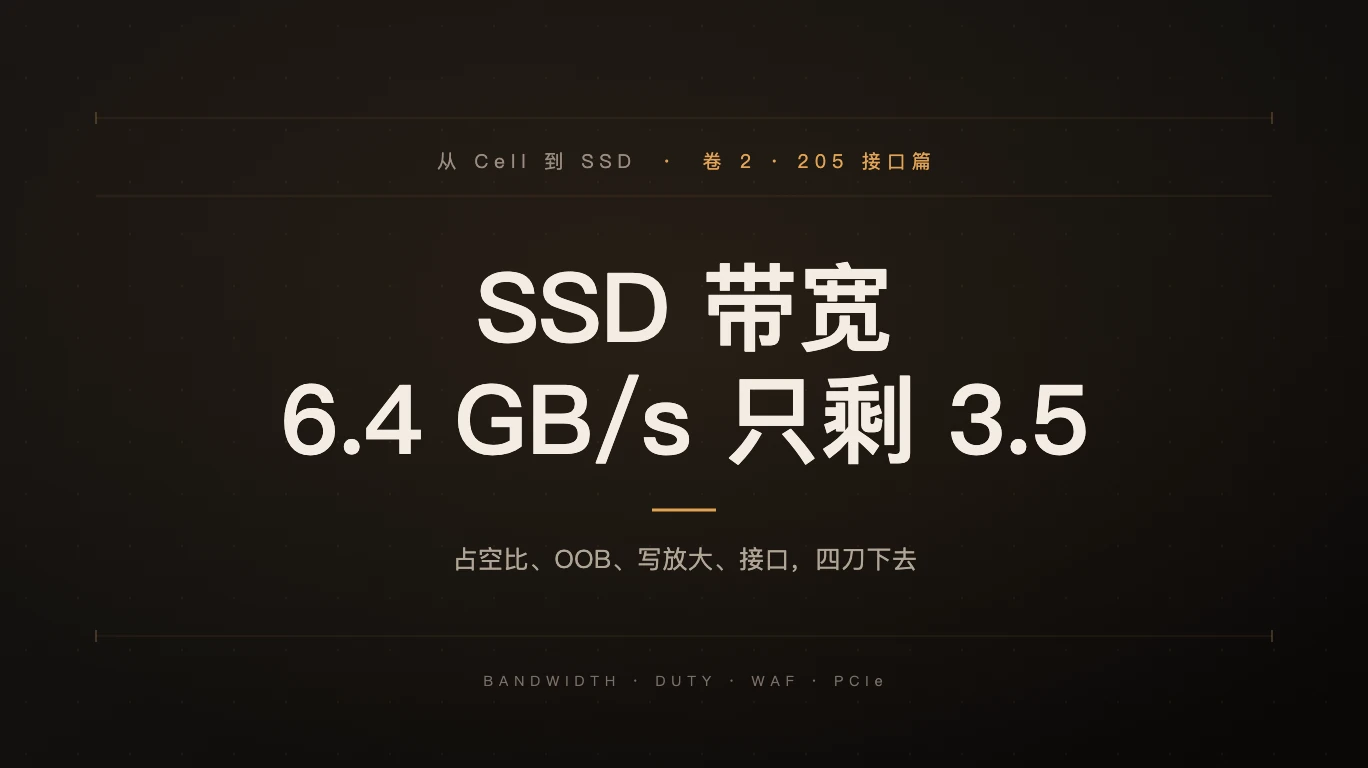 从 Cell 到 SSD · 卷 2 · 205 接口篇
SSD 带宽
6.4 GB/s 只剩 3.5
占空比、OOB、写放大、接口，四刀下去
BANDWIDTH · DUTY · WAF · PCIe